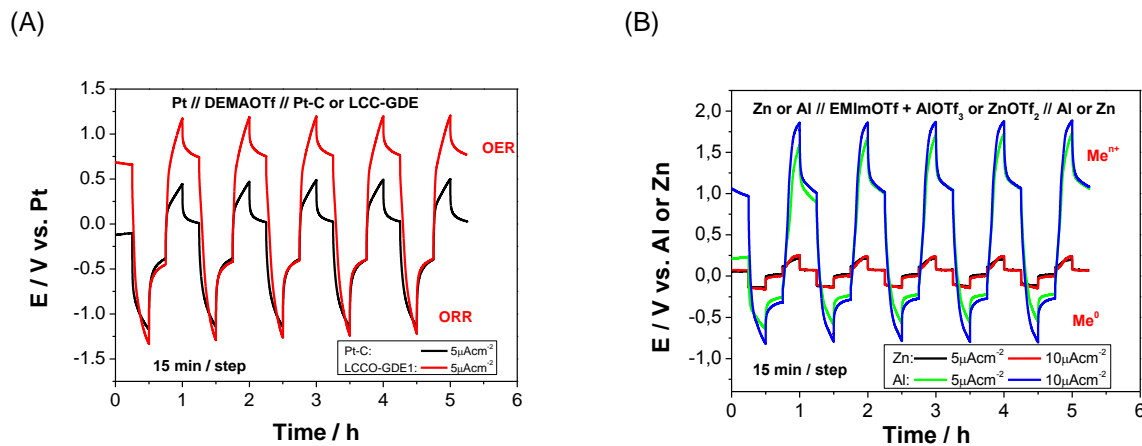 (A)
(B)
Pt // DEMAOTf // Pt-C or LCC-GDE
1.5
1.0
0.5
0.0
-0.5
-1.0
-1.5
E / V vs. Pt
OER
ORR
15 min / step
Pt-C: 5µAcm⁻²
LCCO-GDE1: 5µAcm⁻²
0 1 2 3 4 5 6
Time / h
Zn or Al // EMImOTf + AlOTf₃ or ZnOTf₂ // Al or Zn
2,0
1,5
1,0
0,5
0,0
-0,5
-1,0
E / V vs. Al or Zn
Meⁿ⁺
Me⁰
15 min / step
Zn: 5µAcm⁻² 10µAcm⁻²
Al: 5µAcm⁻² 10µAcm⁻²
0 1 2 3 4 5 6
Time / h